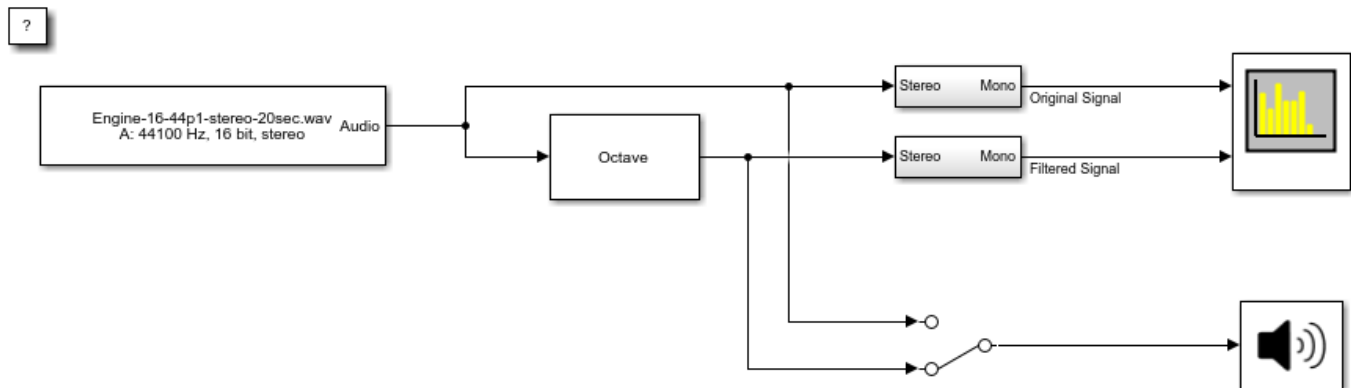 ?
Engine-16-44p1-stereo-20sec.wav
A: 44100 Hz, 16 bit, stereo
Audio
Octave
Stereo Mono
Original Signal
Stereo Mono
Filtered Signal